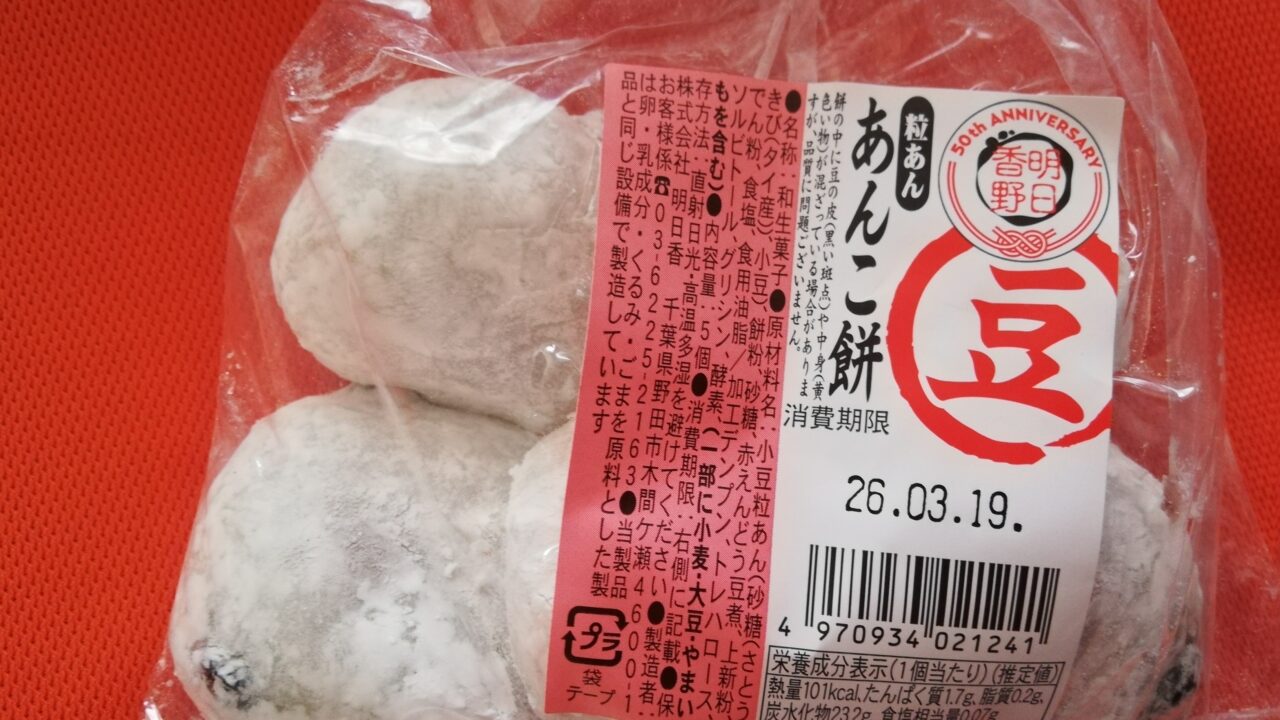 50th ANNIVERSARY
明日香野
豆
粒あん
あんこ餅
餅の中に豆の皮(黒い斑点)や中身(黄
色い物)が混ざっている場合がありま
すが、品質に問題ございません。
消費期限
26.03.19.
4 970934 021241
栄養成分表示(1個当たり)(推定値)
熱量101kcal,たんぱく質1.7g,脂質0.2g,
炭水化物23.2g,食塩相当量0.07g
●名称:和生菓子●原材料名:小豆粒あん(砂糖(さとう
きび(タイ産)、小豆)、餅粉、砂糖、赤えんどう豆煮、上新粉、
でん粉、食塩、食用油脂/加工デンプン、トレハロース、
ソルビトール、グリシン、酵素、(一部に小麦・大豆・やまい
もを含む)●内容量:5個●消費期限:右側に記載●保
存方法:直射日光・高温多湿を避けてください●製造者:
株式会社 明日香 千葉県野田市木間ケ瀬4600-1
お客様係☎03-6225-2163●当製品
は卵・乳成分・くるみ・ごまを原料とした製
品と同じ設備で製造しています
プラ
袋
テープ